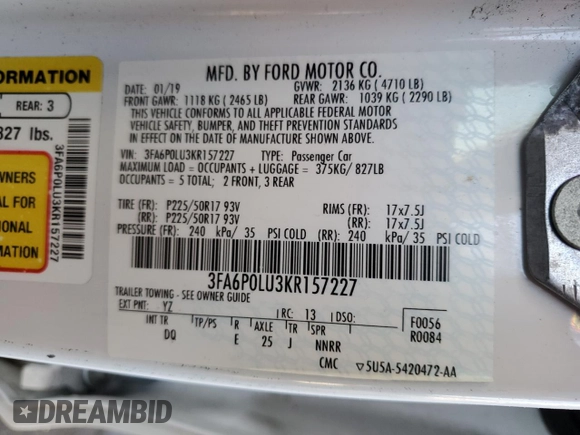 FORMATION
REAR: 3
827 lbs.
3FA6P0LU3KR157227
WNERS
AL FOR
IONAL
ATION
MFD. BY FORD MOTOR CO.
DATE: 01/19 GVWR: 2136 KG ( 4710 LB)
FRONT GAWR: 1118 KG ( 2465 LB) REAR GAWR: 1039 KG ( 2290 LB)
THIS VEHICLE CONFORMS TO ALL APPLICABLE FEDERAL MOTOR
VEHICLE SAFETY, BUMPER, AND THEFT PREVENTION STANDARDS
IN EFFECT ON THE DATE OF MANUFACTURE SHOWN ABOVE.
VIN: 3FA6P0LU3KR157227 TYPE: Passenger Car
MAXIMUM LOAD = OCCUPANTS + LUGGAGE = 375KG/ 827LB
OCCUPANTS = 5 TOTAL; 2 FRONT, 3 REAR
TIRE (FR): P225/50R17 93V RIMS (FR): 17x7.5J
(RR): P225/50R17 93V (RR): 17x7.5J
PRESSURE (FR): 240 kPa/ 35 PSI COLD (RR): 240 kPa/ 35 PSI COLD
3FA6P0LU3KR157227
TRAILER TOWING - SEE OWNER GUIDE
EXT PNT: YZ RC: 13 DSO: F0056
INT TR TP/PS R AXLE TR SPR R0084
DQ E 25 J NNRR
CMC ▽5U5A-5420472-AA
DREAMBID